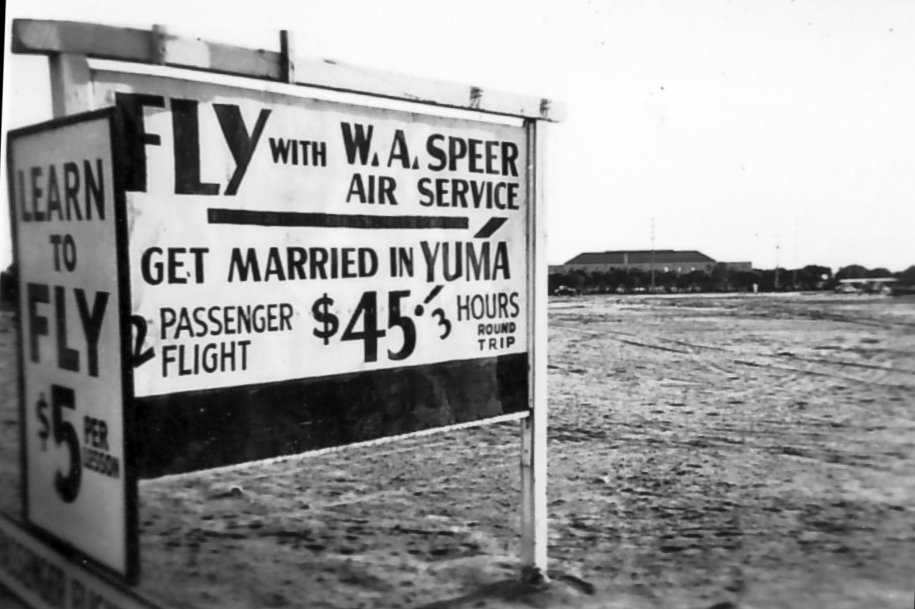 LEARN
TO
FLY
$5 PER
LESSON
FLY WITH W. A. SPEER
AIR SERVICE
GET MARRIED IN YUMA
2 PASSENGER
FLIGHT
$45.
3 HOURS
ROUND
TRIP